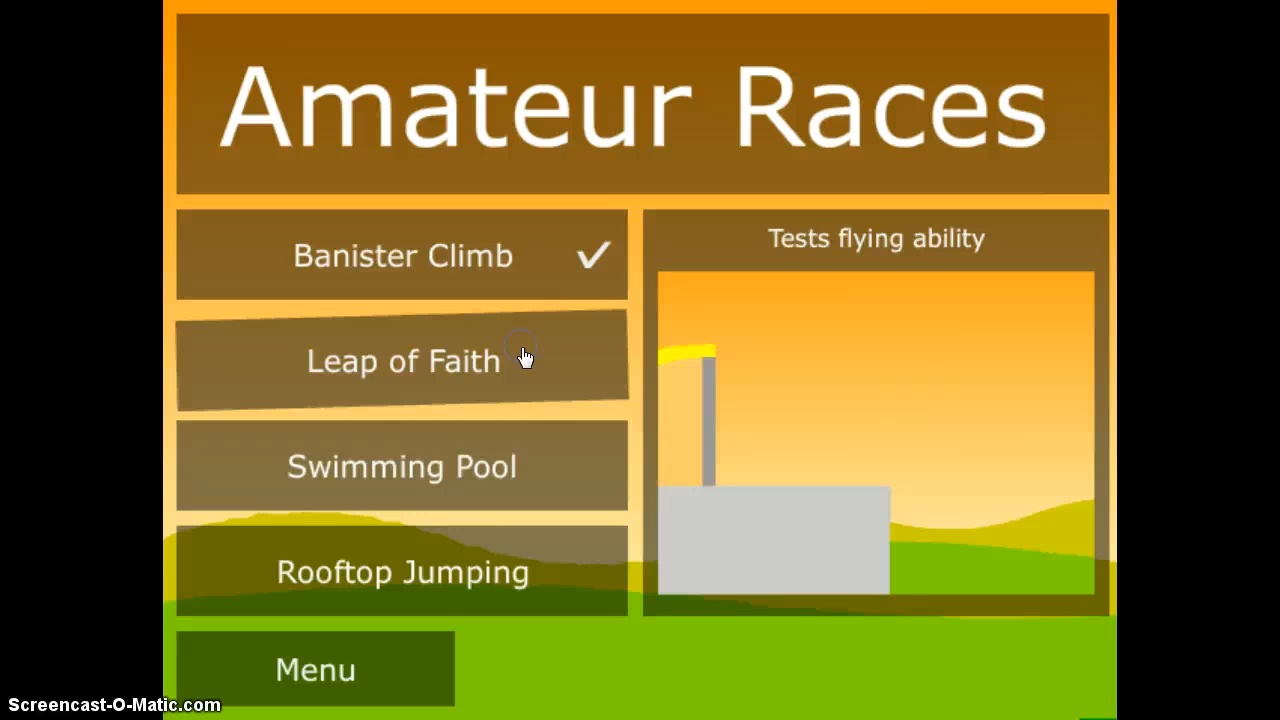 Amateur Races
Banister Climb
Tests flying ability
Leap of Faith
Swimming Pool
Rooftop Jumping
Menu
Screencast-O-Matic.com